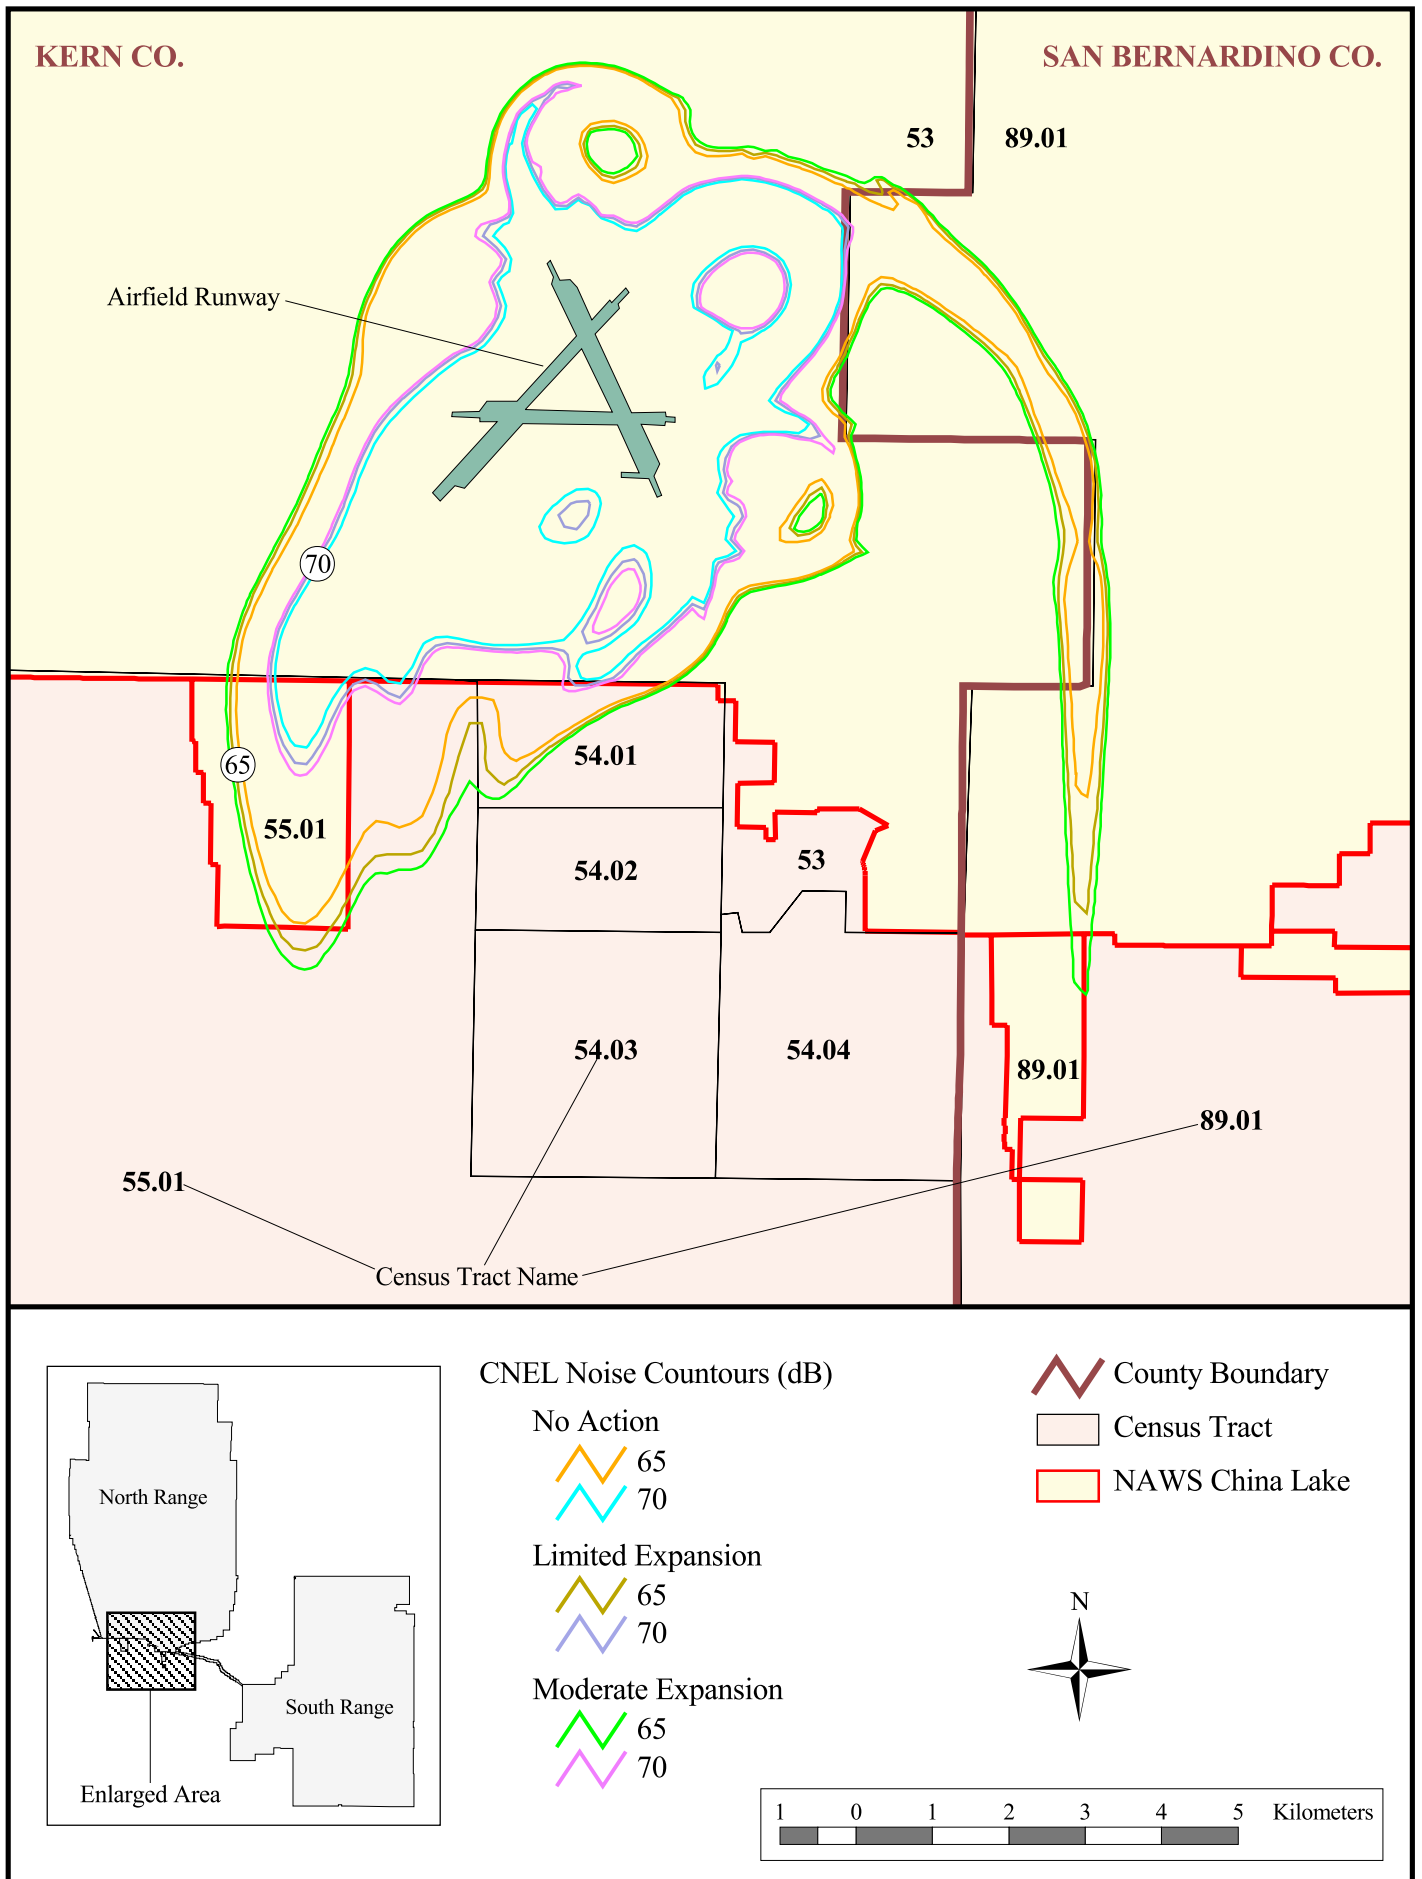 KERN CO.
SAN BERNARDINO CO.
53
89.01
Airfield Runway
70
65
54.01
55.01
53
54.02
54.03
54.04
89.01
89.01
55.01
Census Tract Name
CNEL Noise Countours (dB)
No Action
65
70
Limited Expansion
65
70
Moderate Expansion
65
70
County Boundary
Census Tract
NAWS China Lake
North Range
South Range
Enlarged Area
N
1 0 1 2 3 4 5 Kilometers